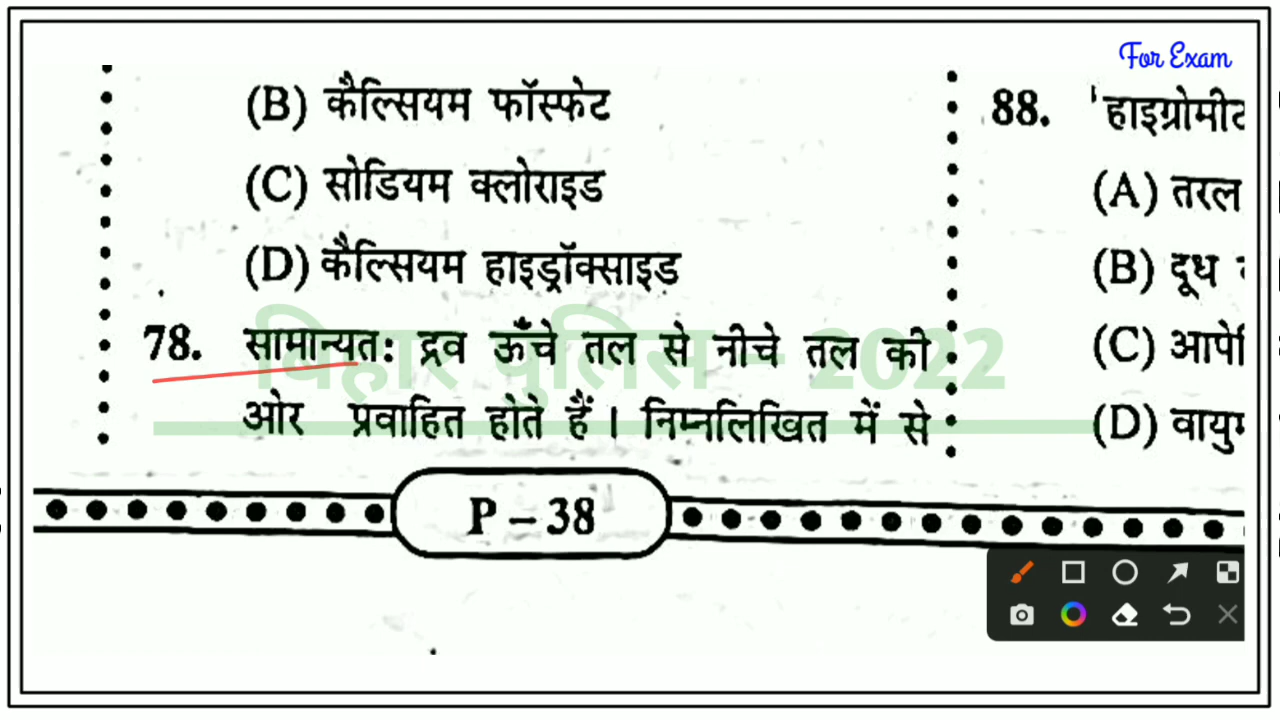 For Exam
(B) कैल्सियम फॉस्फेट
(C) सोडियम क्लोराइड
(D) कैल्सियम हाइड्रॉक्साइड
78. सामान्यतः द्रव ऊँचे तल से नीचे तल की
ओर प्रवाहित होते हैं । निम्नलिखित में से
88. 'हाइग्रोमीट
(A) तरल
(B) दूध
(C) आपे
(D) वायुम
बिहार पुलिस - 2022
P – 38